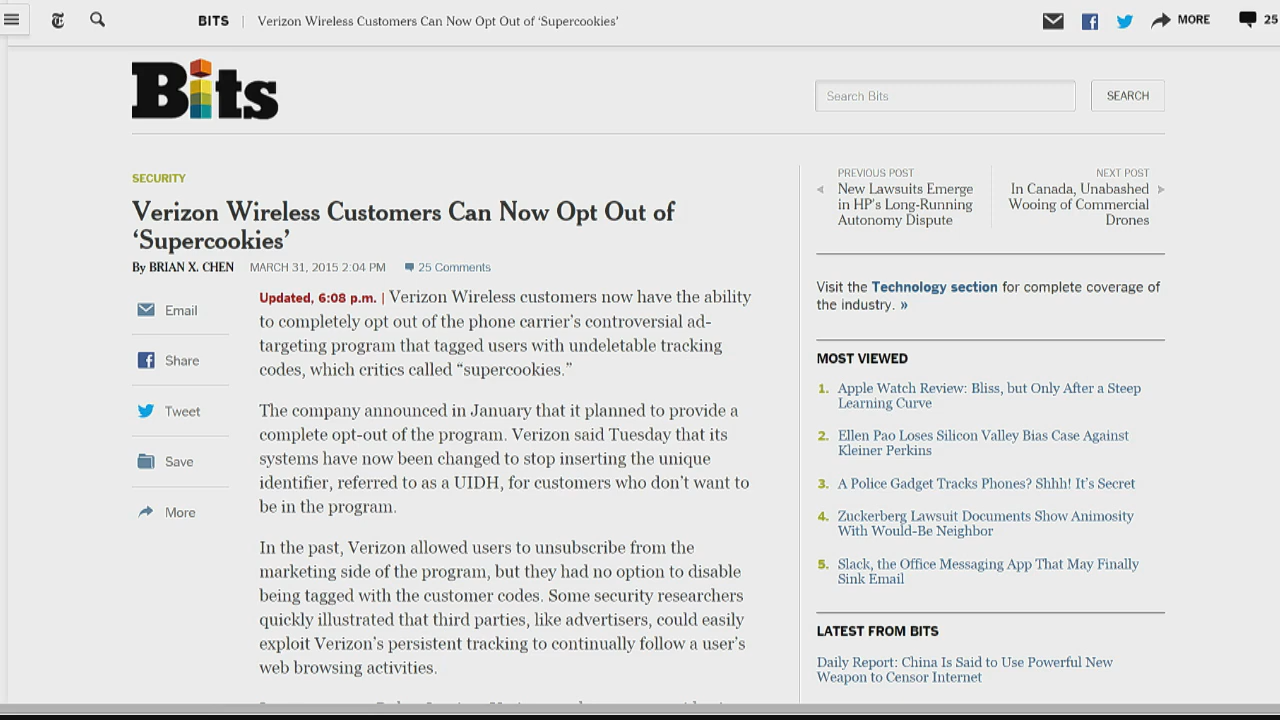 BITS
Verizon Wireless Customers Can Now Opt Out of ‘Supercookies’
MORE
25
Bits
Search Bits
SEARCH
SECURITY
Verizon Wireless Customers Can Now Opt Out of
‘Supercookies’
By BRIAN X. CHEN MARCH 31, 2015 2:04 PM 25 Comments
Email
Share
Tweet
Save
More
Updated, 6:08 p.m. | Verizon Wireless customers now have the ability
to completely opt out of the phone carrier’s controversial ad-
targeting program that tagged users with undeletable tracking
codes, which critics called “supercookies.”
The company announced in January that it planned to provide a
complete opt-out of the program. Verizon said Tuesday that its
systems have now been changed to stop inserting the unique
identifier, referred to as a UIDH, for customers who don’t want to
be in the program.
In the past, Verizon allowed users to unsubscribe from the
marketing side of the program, but they had no option to disable
being tagged with the customer codes. Some security researchers
quickly illustrated that third parties, like advertisers, could easily
exploit Verizon’s persistent tracking to continually follow a user’s
web browsing activities.
PREVIOUS POST
New Lawsuits Emerge
in HP’s Long-Running
Autonomy Dispute
NEXT POST
In Canada, Unabashed
Wooing of Commercial
Drones
Visit the Technology section for complete coverage of
the industry. »
MOST VIEWED
1. Apple Watch Review: Bliss, but Only After a Steep
Learning Curve
2. Ellen Pao Loses Silicon Valley Bias Case Against
Kleiner Perkins
3. A Police Gadget Tracks Phones? Shhh! It’s Secret
4. Zuckerberg Lawsuit Documents Show Animosity
With Would-Be Neighbor
5. Slack, the Office Messaging App That May Finally
Sink Email
LATEST FROM BITS
Daily Report: China Is Said to Use Powerful New
Weapon to Censor Internet